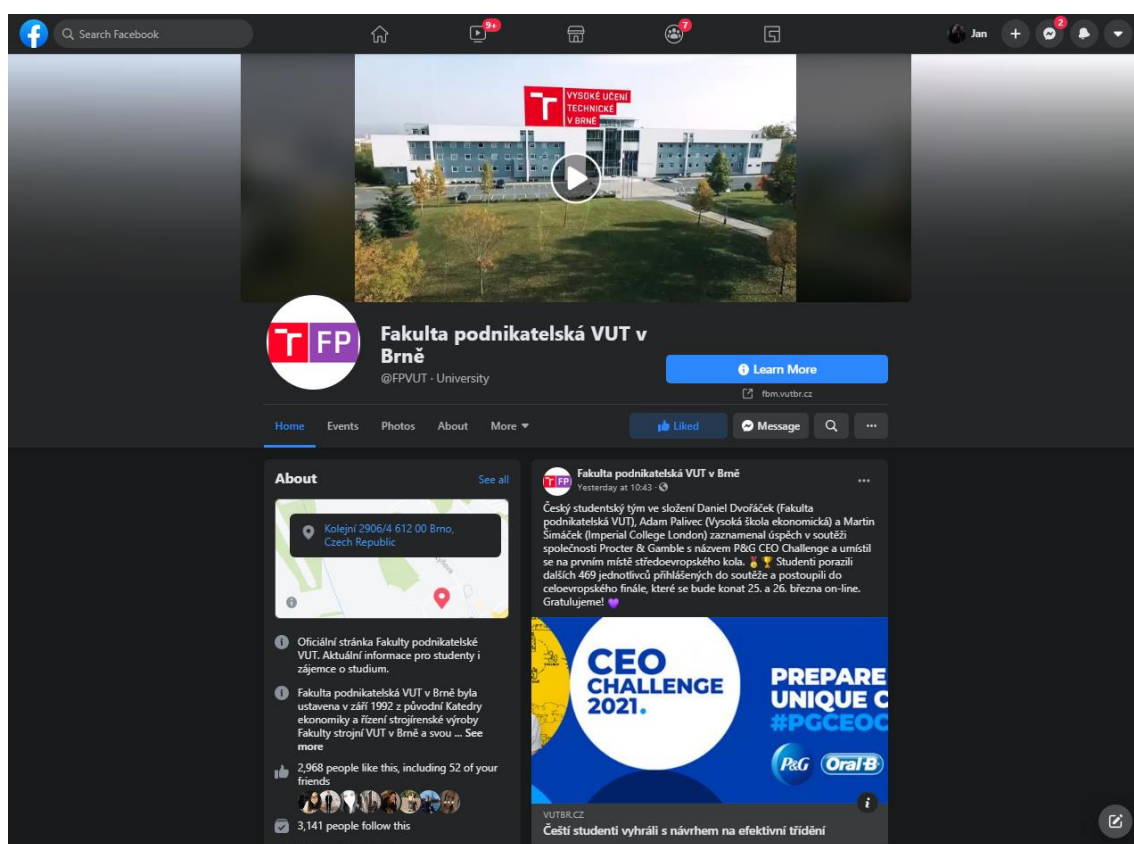 Search Facebook
9+
7
Jan
2
VYSOKÉ UČENÍ
TECHNICKÉ
V BRNĚ
FP
Fakulta podnikatelská VUT v
Brně
@FPVUT · University
Learn More
fbm.vutbr.cz
Home
Events
Photos
About
More
Liked
Message
About
See all
Kolejní 2906/4 612 00 Brno,
Czech Republic
Oficiální stránka Fakulty podnikatelské
VUT. Aktuální informace pro studenty i
zájemce o studium.
Fakulta podnikatelská VUT v Brně byla
ustavena v září 1992 z původní Katedry
ekonomiky a řízení strojírenské výroby
Fakulty strojní VUT v Brně a svou ... See
more
2,968 people like this, including 52 of your
friends
3,141 people follow this
FP
Fakulta podnikatelská VUT v Brně
Yesterday at 10:43 ·
Český studentský tým ve složení Daniel Dvořáček (Fakulta
podnikatelská VUT), Adam Palivec (Vysoká škola ekonomická) a Martin
Šimáček (Imperial College London) zaznamenal úspěch v soutěži
společnosti Procter & Gamble s názvem P&G CEO Challenge a umístil
se na prvním místě středoevropského kola. 🏅 🏆 Studenti porazili
dalších 469 jednotlivců přihlášených do soutěže a postoupili do
celoevropského finále, které se bude konat 25. a 26. března on-line.
Gratulujeme! 💜
CEO
CHALLENGE
2021.
PREPARE
UNIQUE C
#PGCEOC
P&G
Oral-B
VUTBR.CZ
Čeští studenti vyhráli s návrhem na efektivní třídění